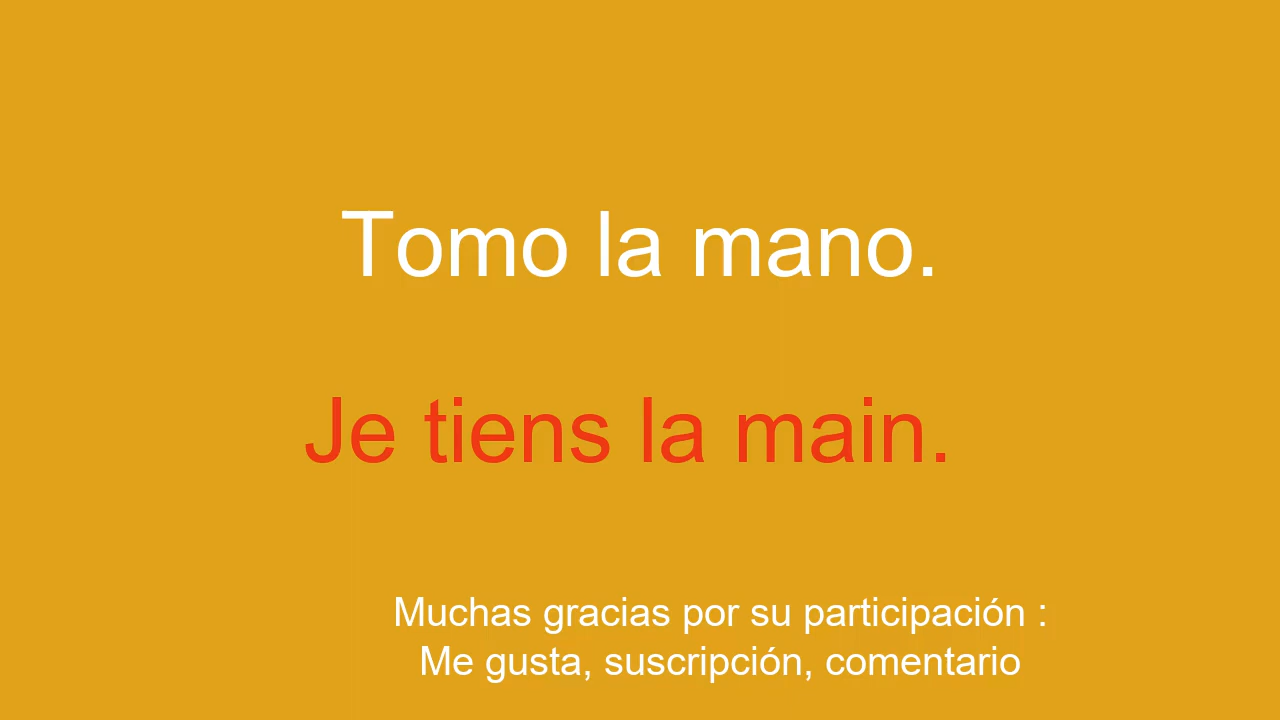 Tomo la mano.
Je tiens la main.
Muchas gracias por su participación :
Me gusta, suscripción, comentario